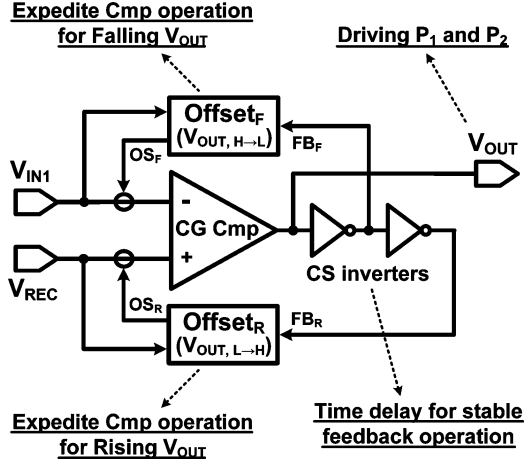 Expedite Cmp operation
for Falling VOUT
Driving P1 and P2
OffsetF
(VOUT, H→L)
FBF
OSF
VOUT
VIN1
-
CG Cmp
+
CS inverters
VREC
OSR
OffsetR
(VOUT, L→H)
FBR
Expedite Cmp operation
for Rising VOUT
Time delay for stable
feedback operation